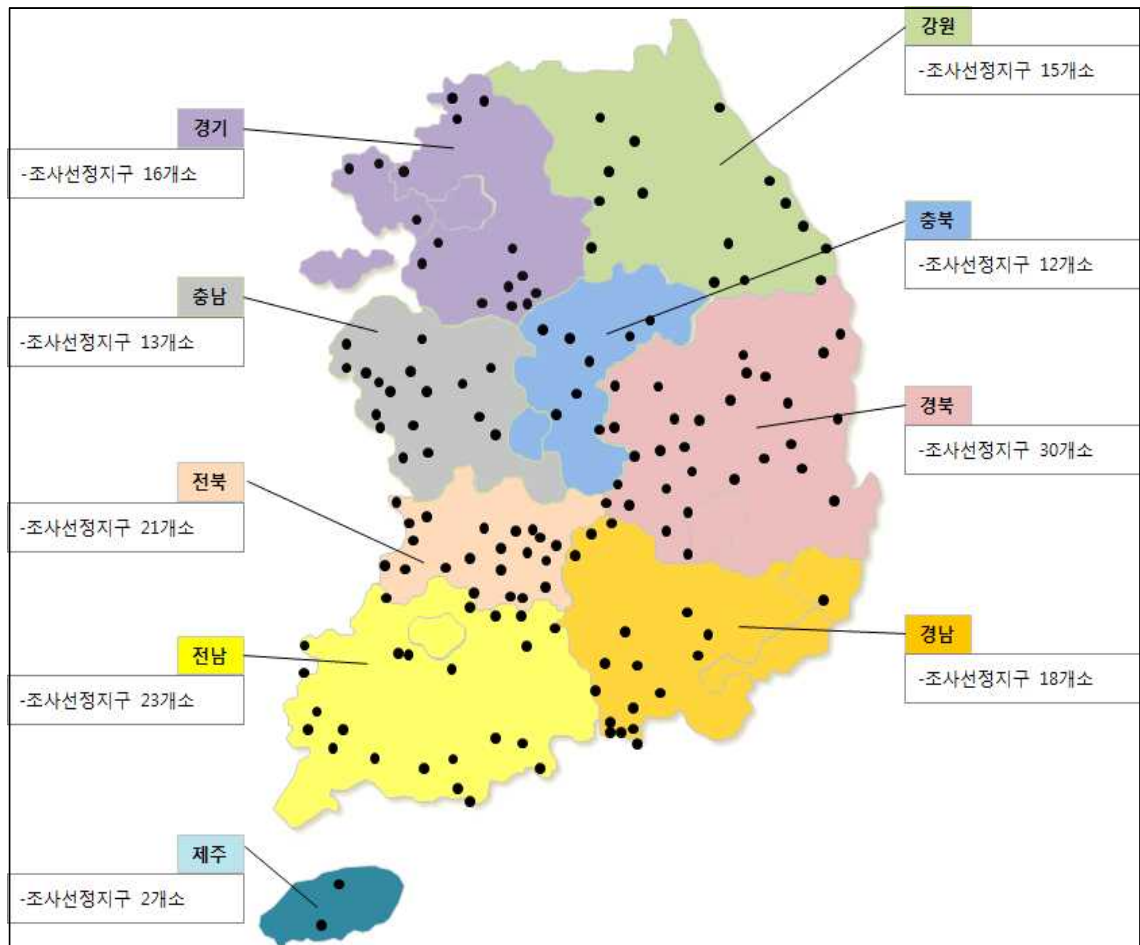 강원
-조사선정지구 15개소
경기
-조사선정지구 16개소
충북
-조사선정지구 12개소
충남
-조사선정지구 13개소
경북
-조사선정지구 30개소
전북
-조사선정지구 21개소
경남
-조사선정지구 18개소
전남
-조사선정지구 23개소
제주
-조사선정지구 2개소